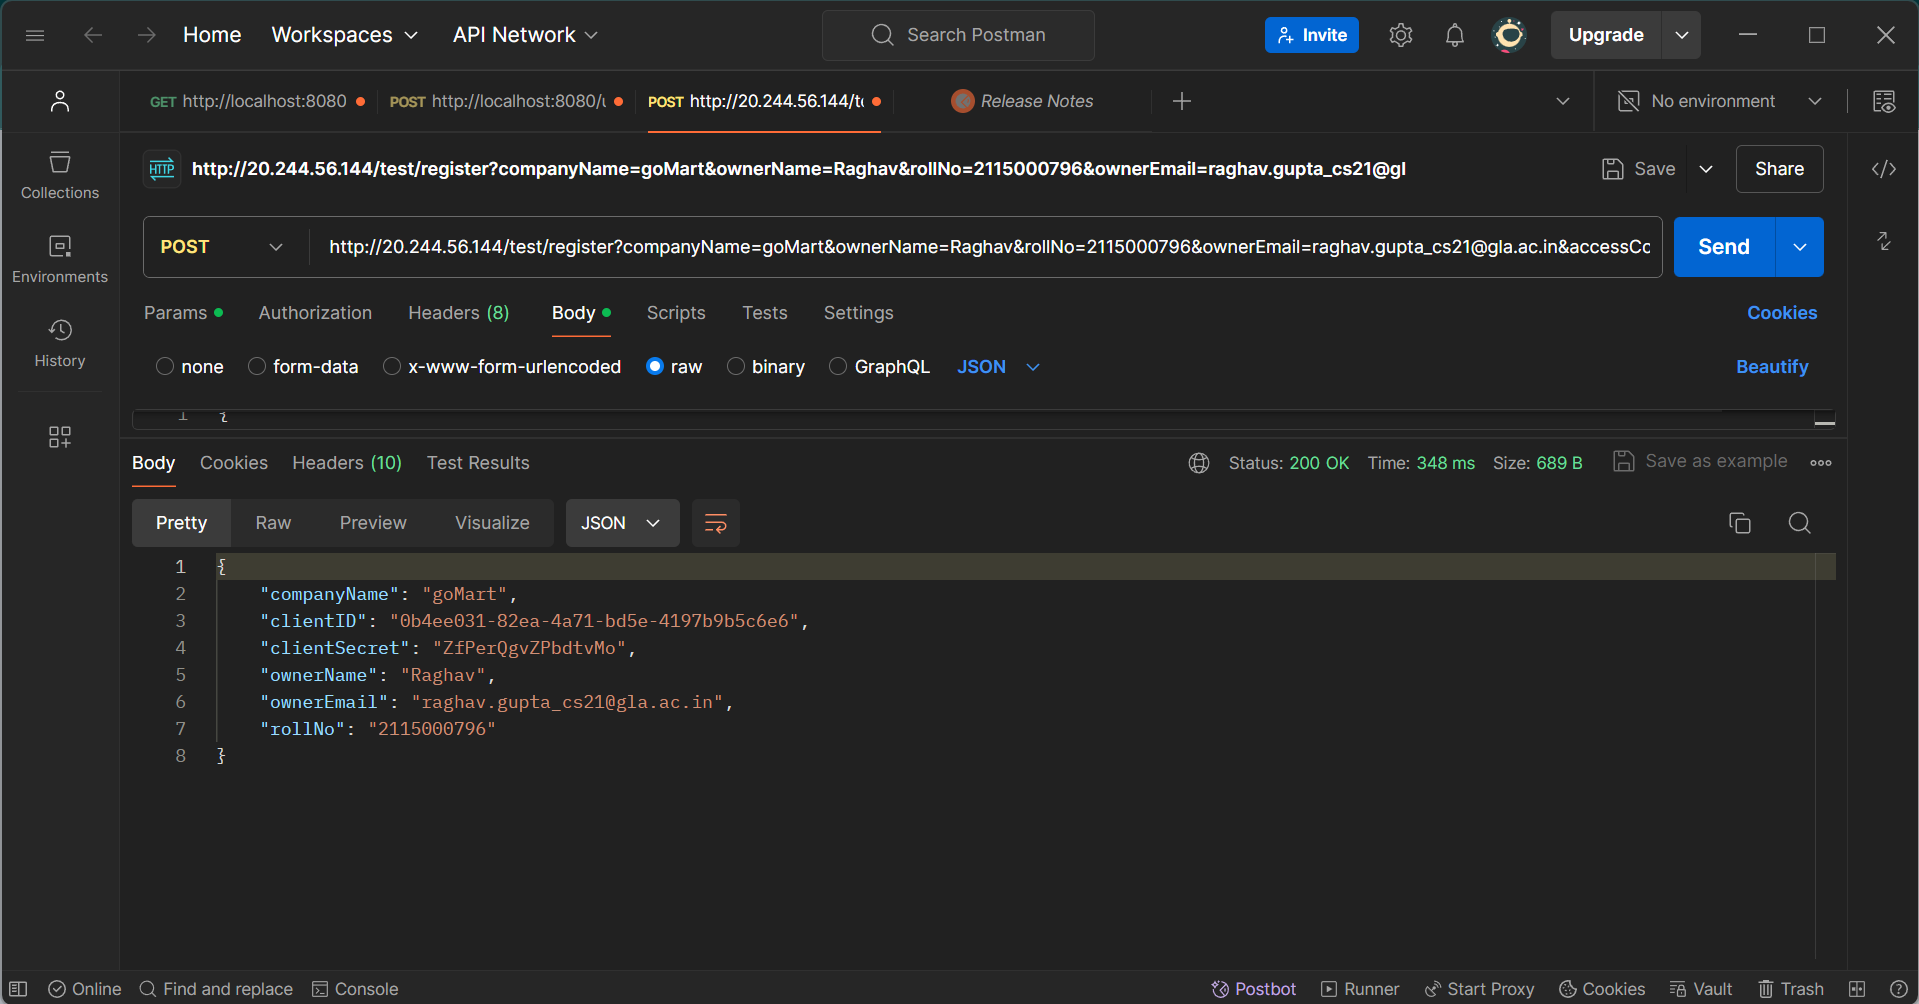 Home Workspaces API Network Search Postman Invite Upgrade
GET http://localhost:8080 POST http://localhost:8080/u POST http://20.244.56.144/te Release Notes No environment
HTTP http://20.244.56.144/test/register?companyName=goMart&ownerName=Raghav&rollNo=2115000796&ownerEmail=raghav.gupta_cs21@gl Save Share
POST http://20.244.56.144/test/register?companyName=goMart&ownerName=Raghav&rollNo=2115000796&ownerEmail=raghav.gupta_cs21@gla.ac.in&accessCo Send
Params Authorization Headers (8) Body Scripts Tests Settings Cookies
none form-data x-www-form-urlencoded raw binary GraphQL JSON Beautify
Collections
Environments
History
1 {
Body Cookies Headers (10) Test Results Status: 200 OK Time: 348 ms Size: 689 B Save as example
Pretty Raw Preview Visualize JSON
1 {
2 "companyName": "goMart",
3 "clientID": "0b4ee031-82ea-4a71-bd5e-4197b9b5c6e6",
4 "clientSecret": "ZfPerQgvZPbdtvMo",
5 "ownerName": "Raghav",
6 "ownerEmail": "raghav.gupta_cs21@gla.ac.in",
7 "rollNo": "2115000796"
8 }
Online Find and replace Console Postbot Runner Start Proxy Cookies Vault Trash